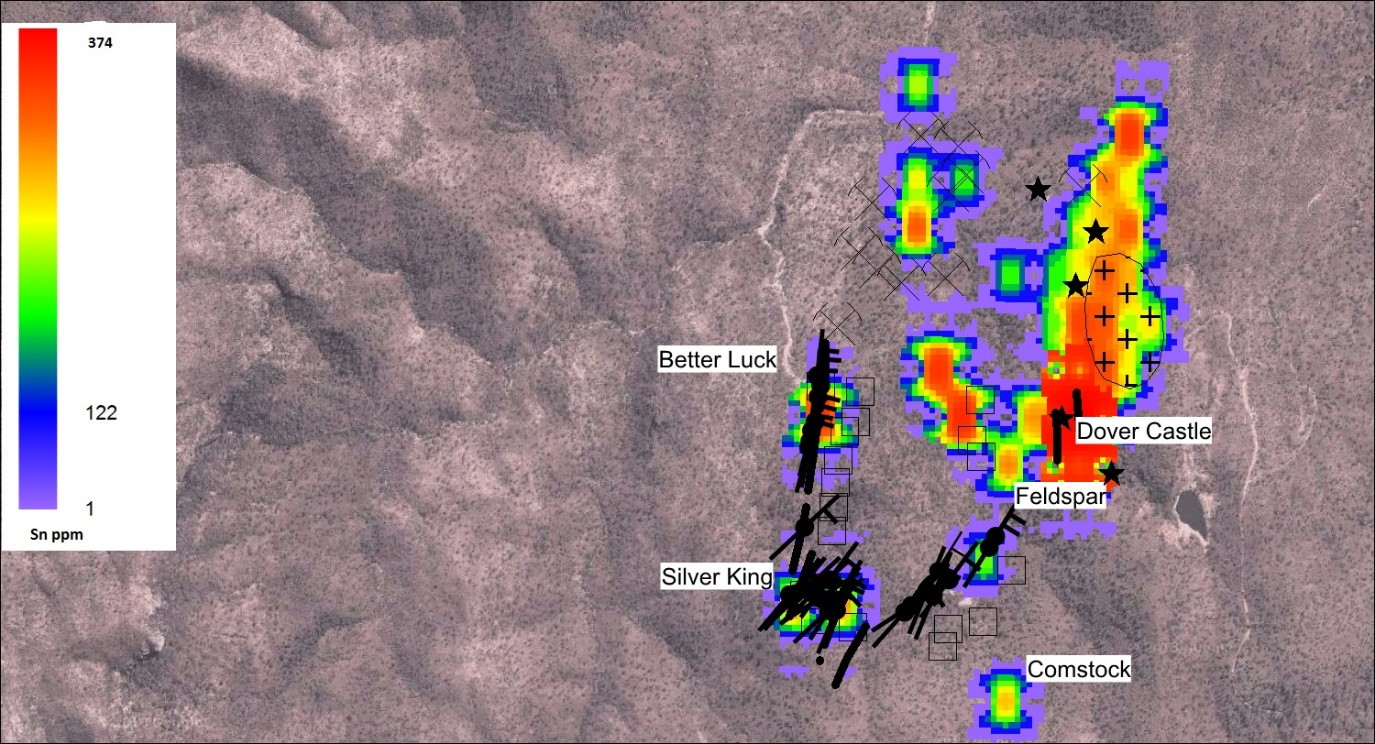 374
122
1
Sn ppm
Better Luck
Dover Castle
Feldspar
Silver King
Comstock